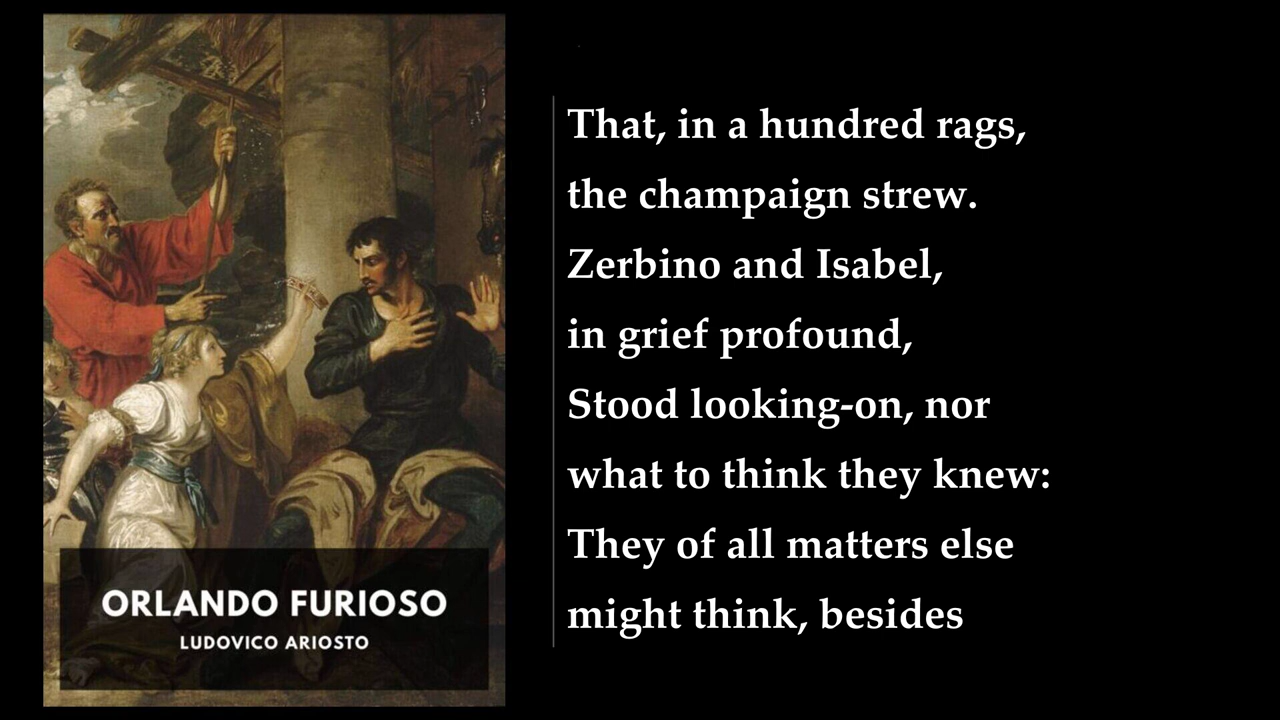 ORLANDO FURIOSO
LUDOVICO ARIOSTO
That, in a hundred rags,
the champaign strew.
Zerbino and Isabel,
in grief profound,
Stood looking-on, nor
what to think they knew:
They of all matters else
might think, besides